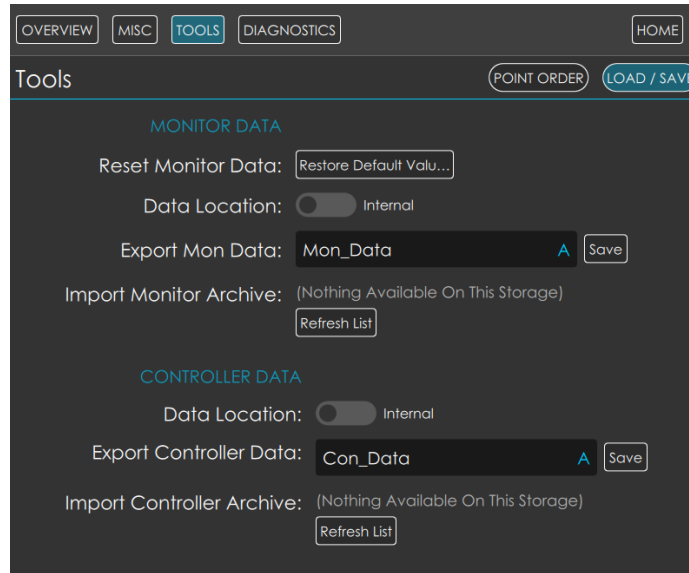 OVERVIEW MISC TOOLS DIAGNOSTICS HOME
Tools POINT ORDER LOAD / SAVE
MONITOR DATA
Reset Monitor Data: Restore Default Valu...
Data Location: Internal
Export Mon Data: Mon_Data A Save
Import Monitor Archive: (Nothing Available On This Storage)
Refresh List
CONTROLLER DATA
Data Location: Internal
Export Controller Data: Con_Data A Save
Import Controller Archive: (Nothing Available On This Storage)
Refresh List